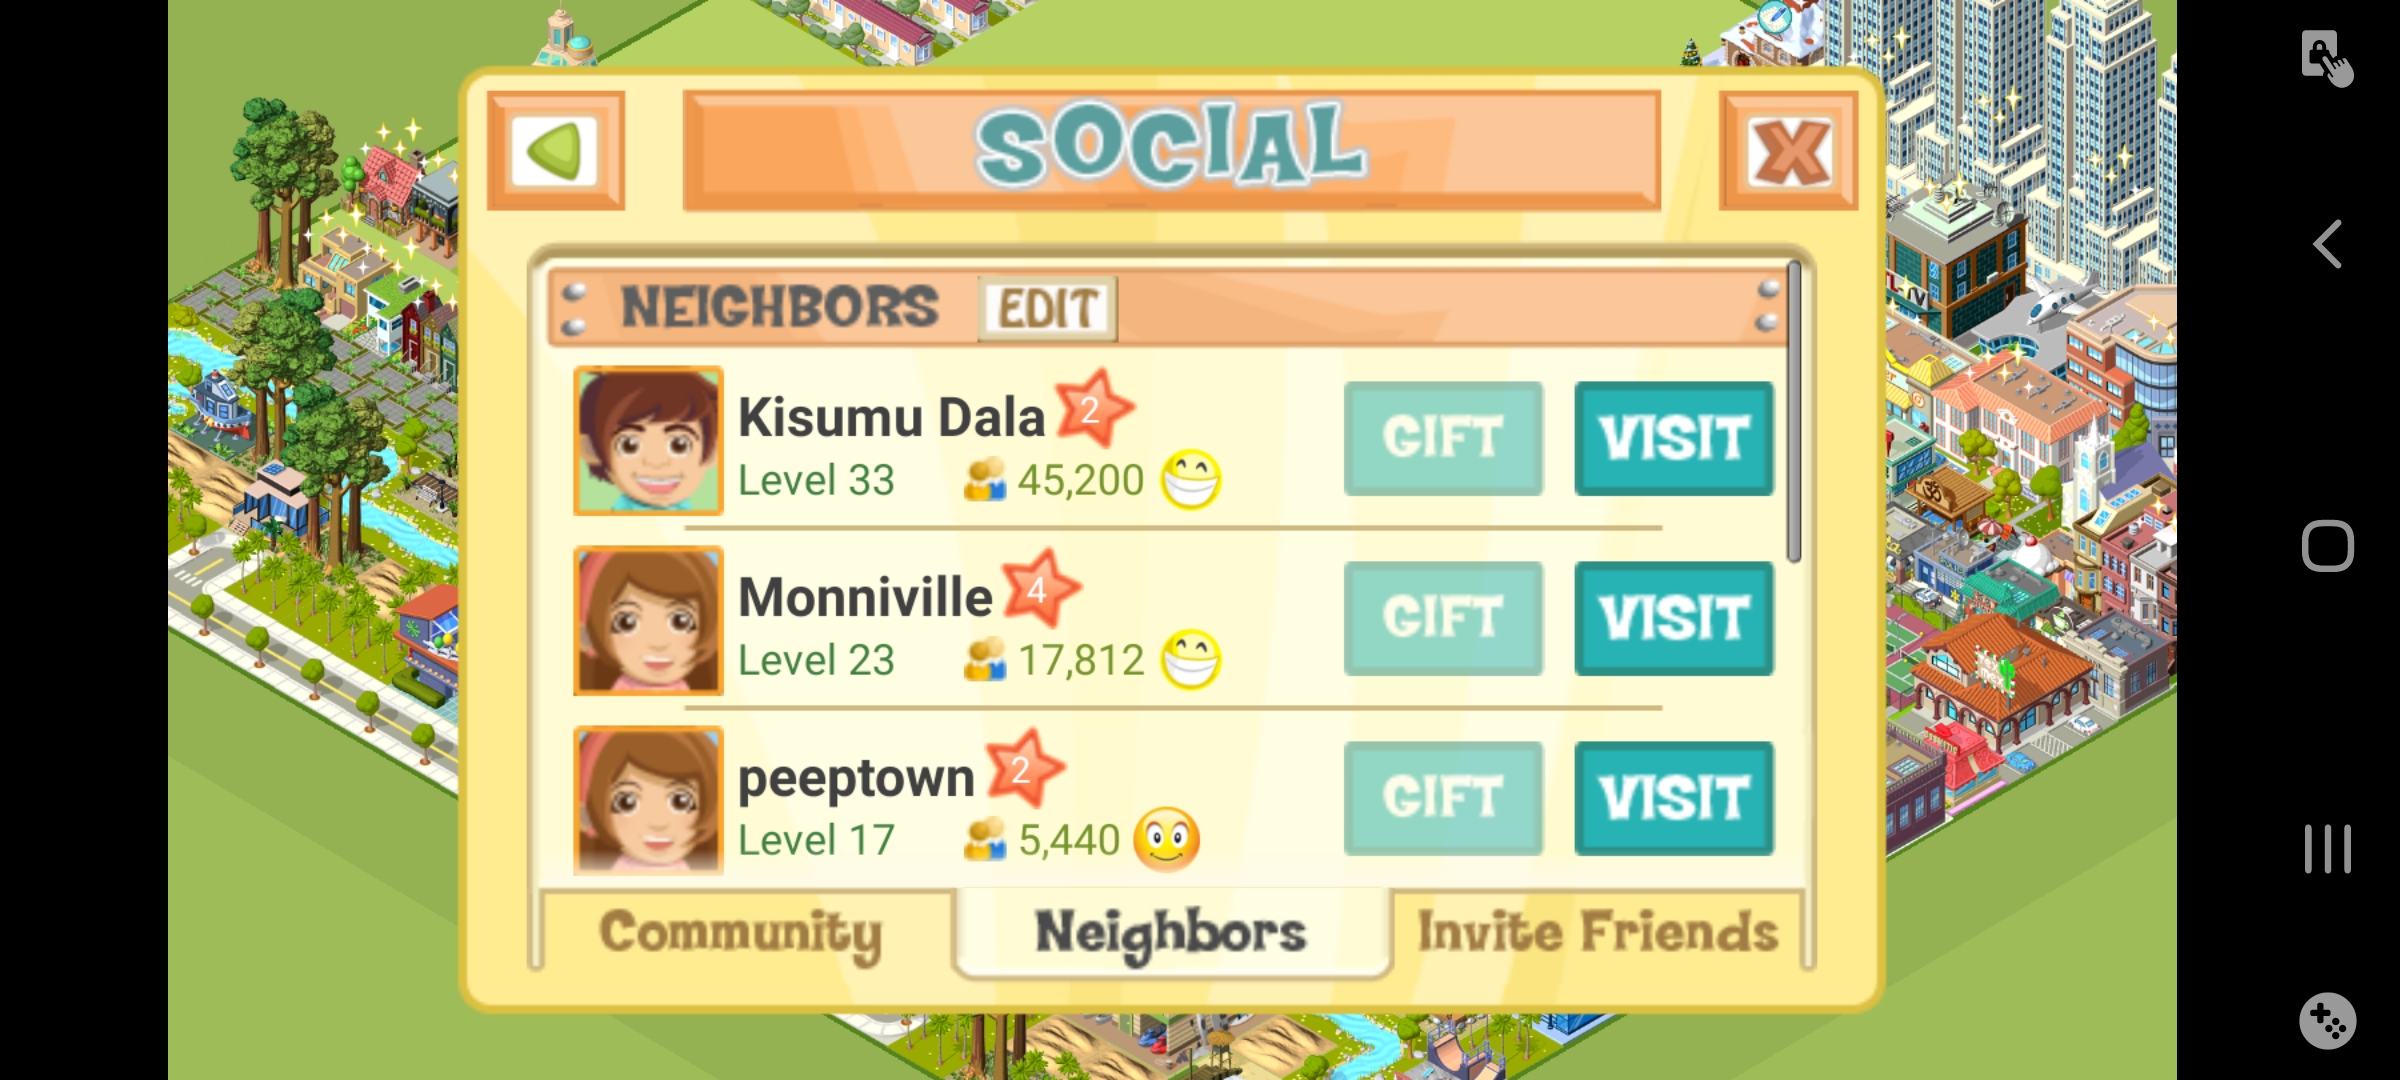 SOCIAL
NEIGHBORS EDIT
Kisumu Dala 2
Level 33 45,200
GIFT VISIT
Monniville 4
Level 23 17,812
GIFT VISIT
peeptown 2
Level 17 5,440
GIFT VISIT
Community Neighbors Invite Friends